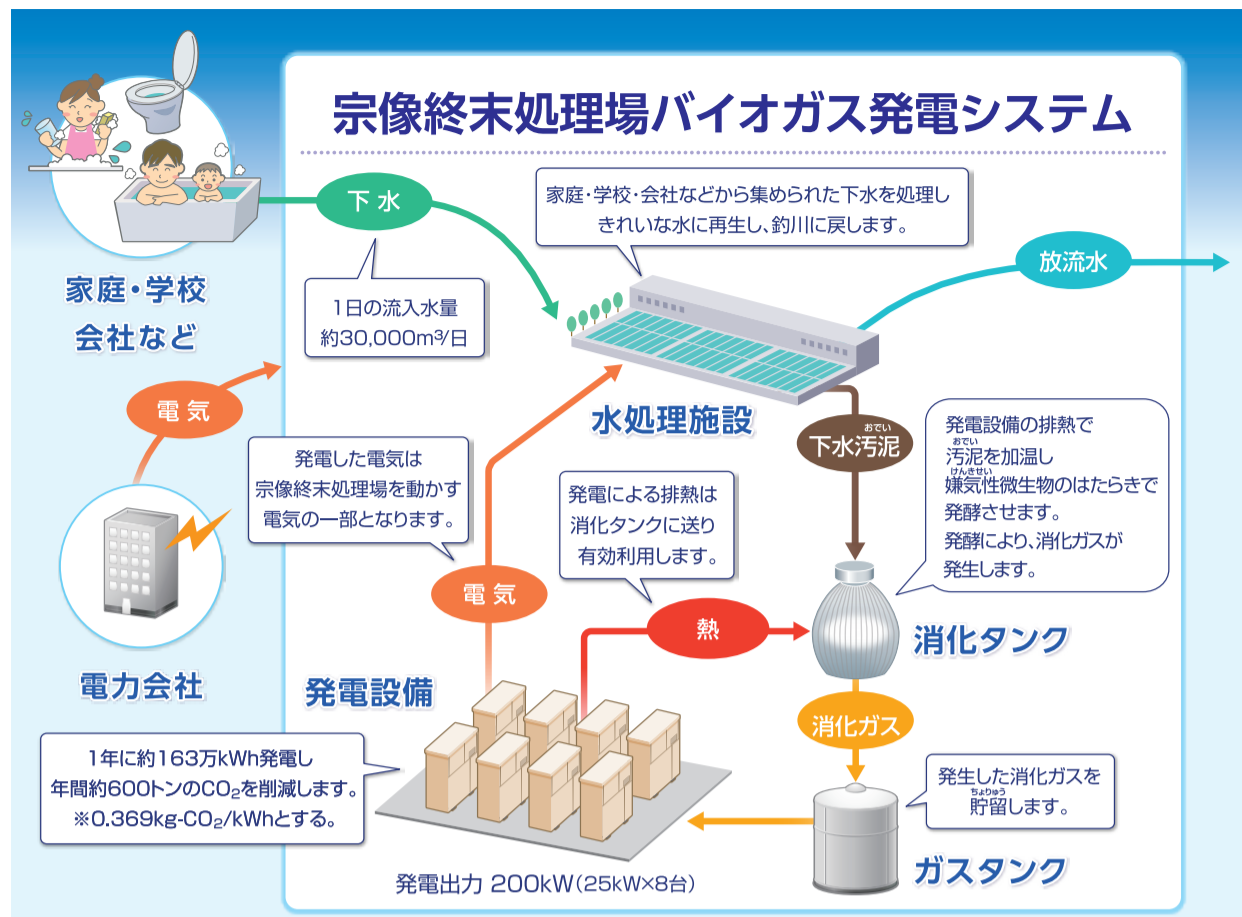 宗像終末処理場バイオガス発電システム
家庭・学校
会社など
下水
1日の流入水量
約30,000m³/日
家庭・学校・会社などから集められた下水を処理し
きれいな水に再生し、釣川に戻します。
放流水
水処理施設
電気
電力会社
発電した電気は
宗像終末処理場を動かす
電気の一部となります。
電気
発電による排熱は
消化タンクに送り
有効利用します。
熱
おでい
下水汚泥
発電設備の排熱で
おでい
汚泥を加温し
けんきせい
嫌気性微生物のはたらきで
発酵させます。
発酵により、消化ガスが
発生します。
消化タンク
消化ガス
発生した消化ガスを
ちょりゅう
貯留します。
ガスタンク
発電設備
1年に約163万kWh発電し
年間約600トンのCO₂を削減します。
※0.369kg-CO₂/kWhとする。
発電出力 200kW(25kW×8台)